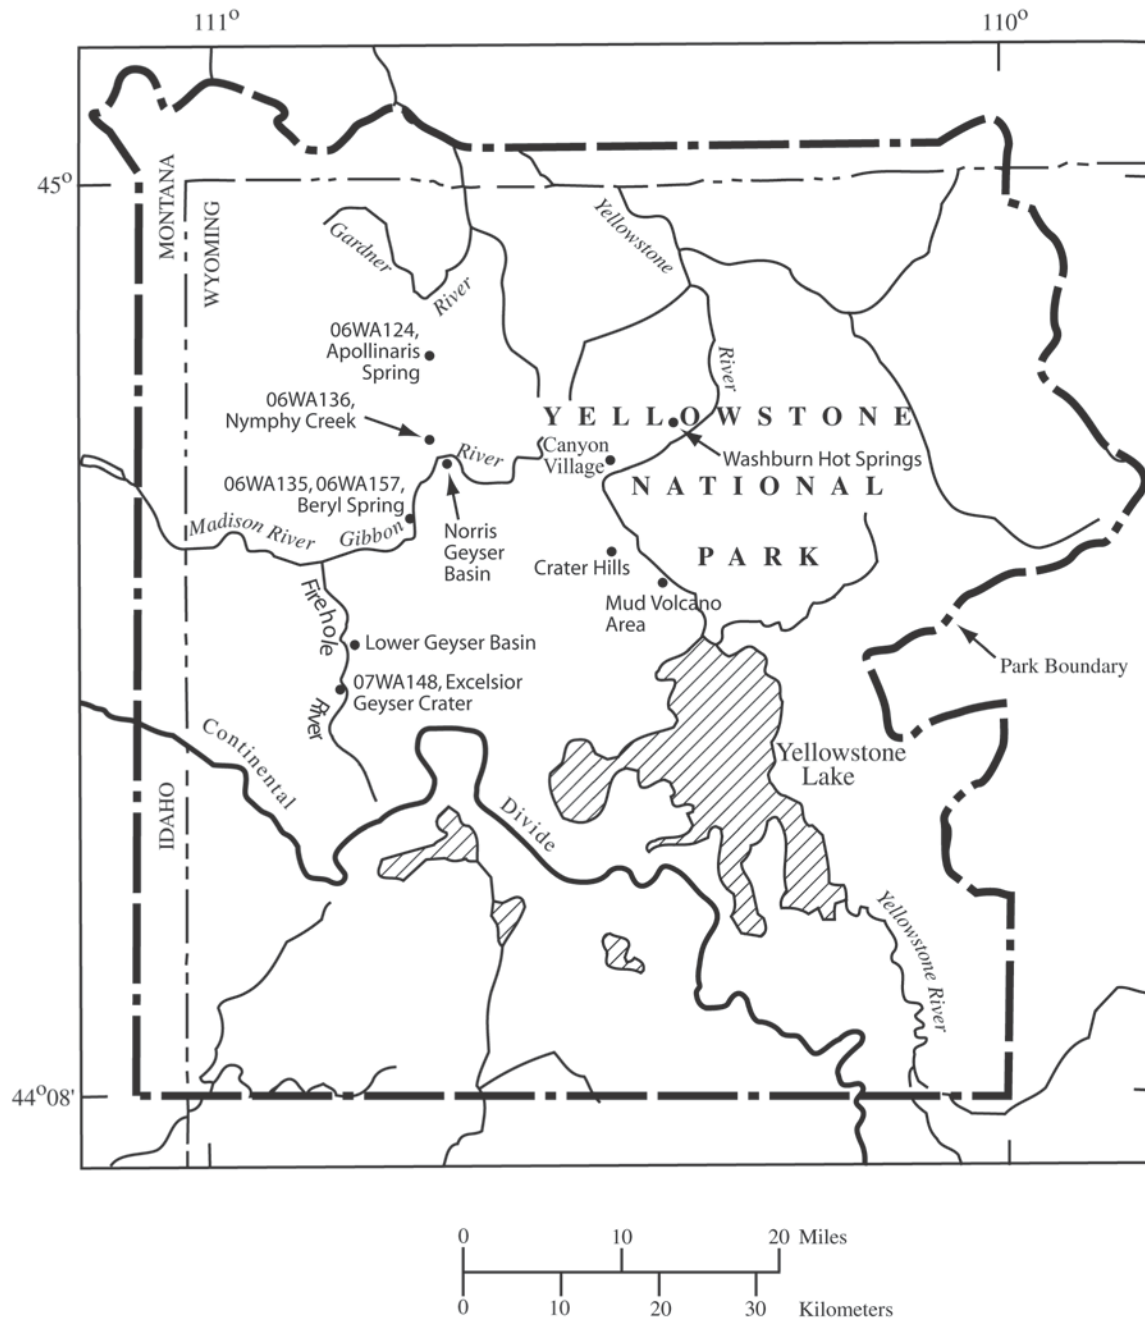 111°
110°
45°
MONTANA
WYOMING
Gardner
River
Yellowstone
River
06WA124,
Apollinaris
Spring
06WA136,
Nymphy Creek
YELLOWSTONE
NATIONAL
PARK
River
Canyon
Village
Washburn Hot Springs
06WA135, 06WA157,
Beryl Spring
Madison River
Gibbon
Norris
Geyser
Basin
Crater Hills
Mud Volcano
Area
Firehole
River
Lower Geyser Basin
07WA148, Excelsior
Geyser Crater
Park Boundary
Continental
Divide
Yellowstone
Lake
IDAHO
Yellowstone River
44°08'
0 10 20 Miles
0 10 20 30 Kilometers